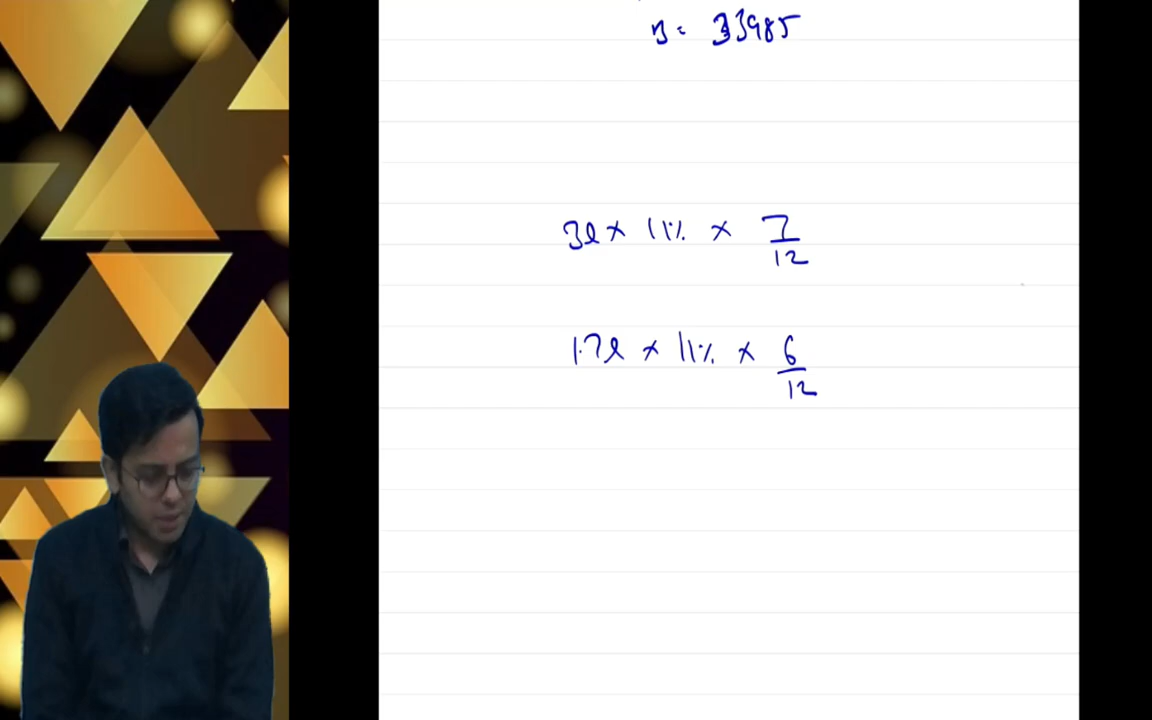 B = 33985
3l × 11% × 7/12
1.7l × 11% × 6/12